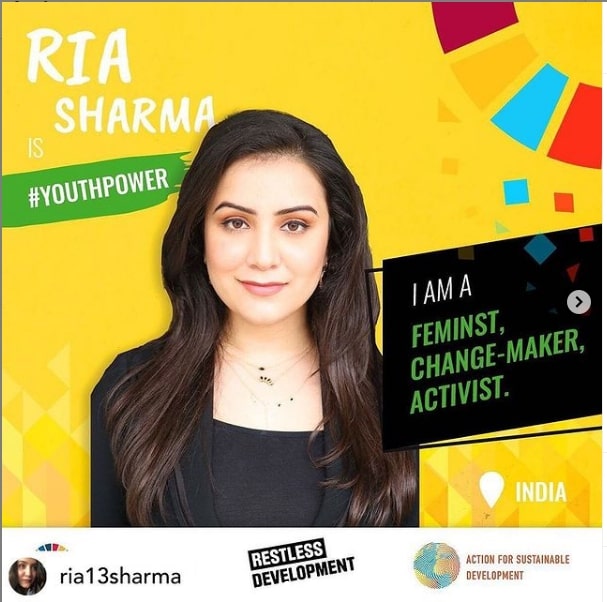 RIA
SHARMA
IS
#YOUTHPOWER
I AM A
FEMINST,
CHANGE-MAKER,
ACTIVIST.
INDIA
ria13sharma
RESTLESS
DEVELOPMENT
ACTION FOR SUSTAINABLE
DEVELOPMENT